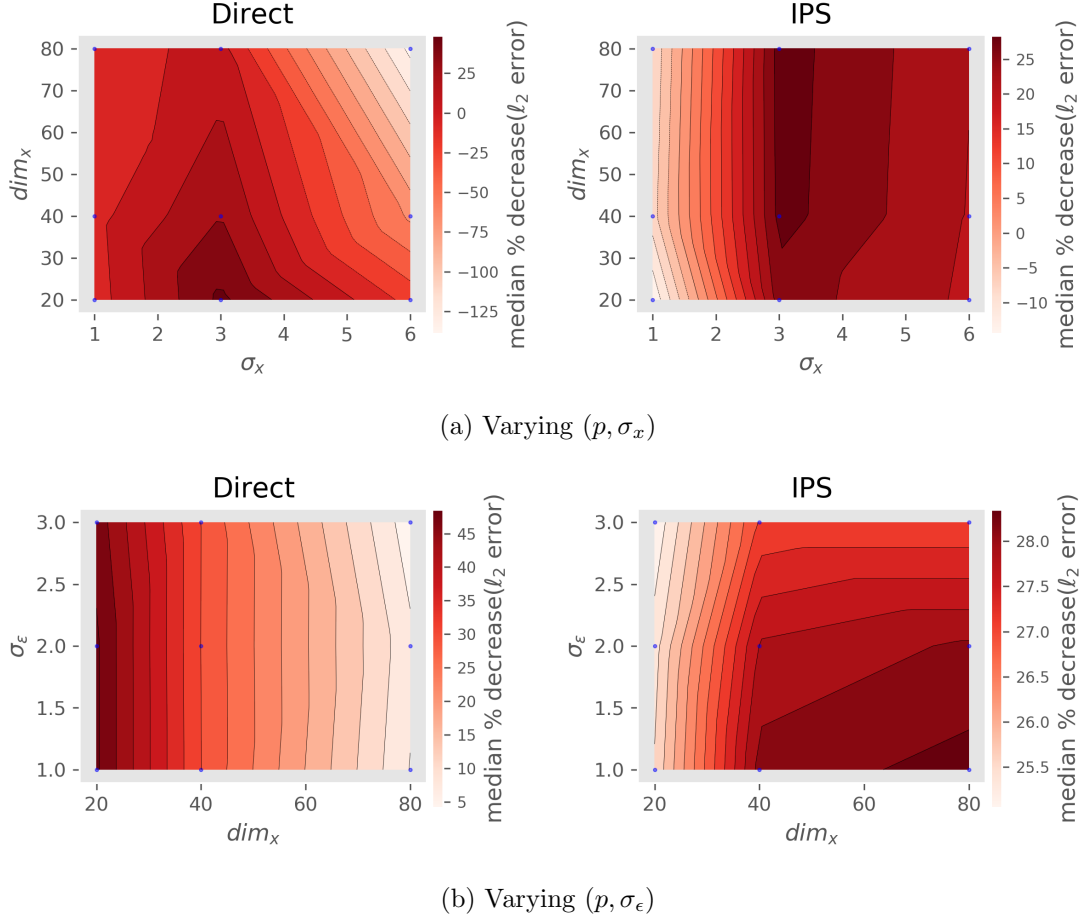 Direct
IPS
80
70
60
50
40
30
20
dim_x
1 2 3 4 5 6
σ_x
25
0
−25
−50
−75
−100
−125
median % decrease(ℓ_2 error)
80
70
60
50
40
30
20
dim_x
1 2 3 4 5 6
σ_x
25
20
15
10
5
0
−5
−10
median % decrease(ℓ_2 error)
(a) Varying (p, σ_x)
Direct
IPS
3.0
2.5
2.0
1.5
1.0
σ_ε
20 40 60 80
dim_x
45
40
35
30
25
20
15
10
5
median % decrease(ℓ_2 error)
3.0
2.5
2.0
1.5
1.0
σ_ε
20 40 60 80
dim_x
28.0
27.5
27.0
26.5
26.0
25.5
median % decrease(ℓ_2 error)
(b) Varying (p, σ_ϵ)